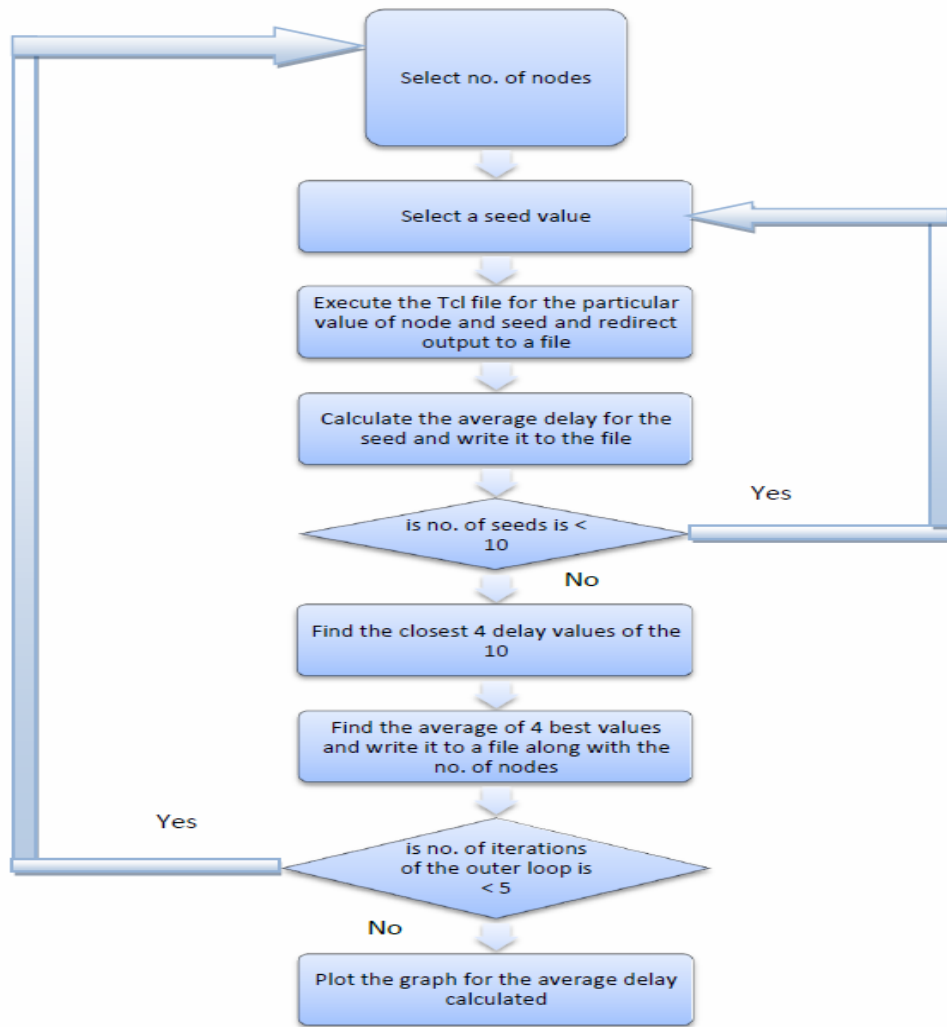 Select no. of nodes
Select a seed value
Execute the Tcl file for the particular
value of node and seed and redirect
output to a file
Calculate the average delay for the
seed and write it to the file
Yes
is no. of seeds is <
10
No
Find the closest 4 delay values of the
10
Find the average of 4 best values
and write it to a file along with the
no. of nodes
Yes
is no. of iterations
of the outer loop is
< 5
No
Plot the graph for the average delay
calculated